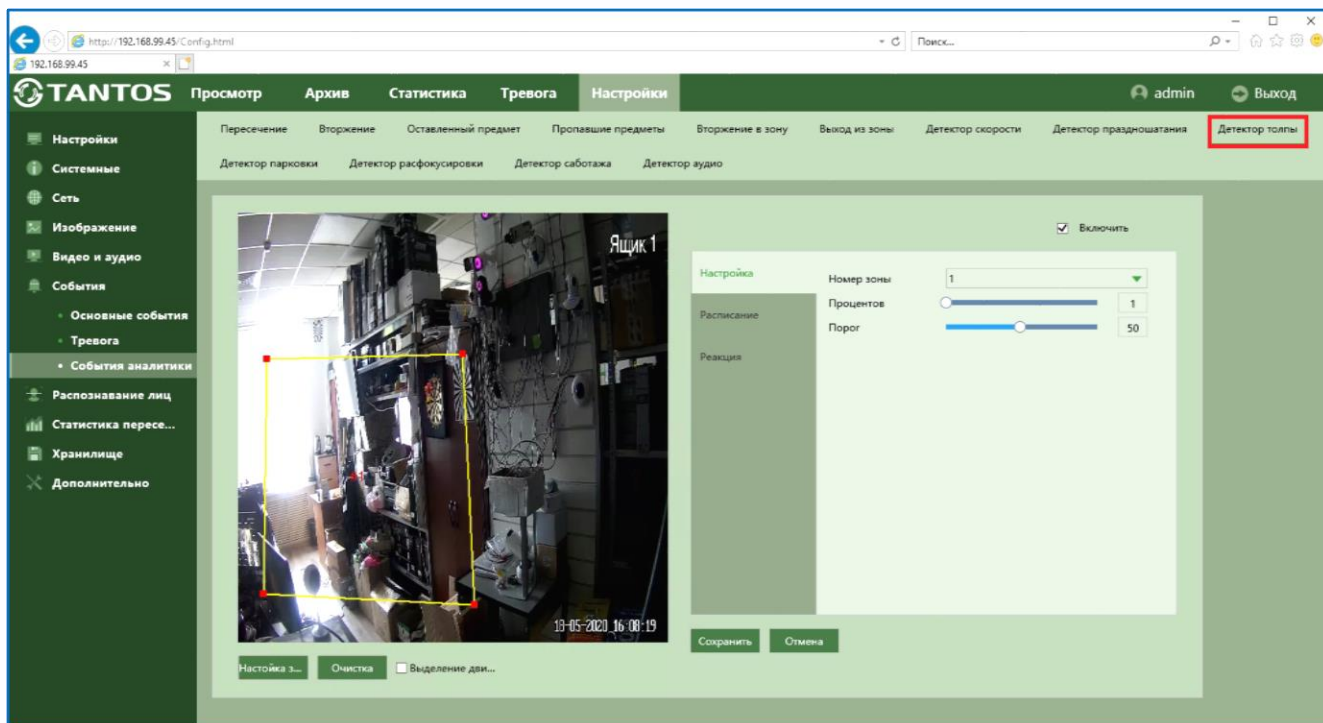 http://192.168.99.45/Config.html
Поиск...
192.168.99.45
TANTOS
Просмотр Архив Статистика Тревога Настройки admin Выход
Настройки
Системные
Сеть
Изображение
Видео и аудио
События
Основные события
Тревога
События аналитики
Распознавание лиц
Статистика пересе...
Хранилище
Дополнительно
Пересечение Вторжение Оставленный предмет Пропавшие предметы Вторжение в зону Выход из зоны Детектор скорости Детектор праздношатания Детектор толпы
Детектор парковки Детектор расфокусировки Детектор саботажа Детектор аудио
Ящик 1
18-05-2020 16:08:19
Настойка з... Очистка Выделение дви...
Включить
Настройка
Расписание
Реакция
Номер зоны 1
Процентов 1
Порог 50
Сохранить Отмена